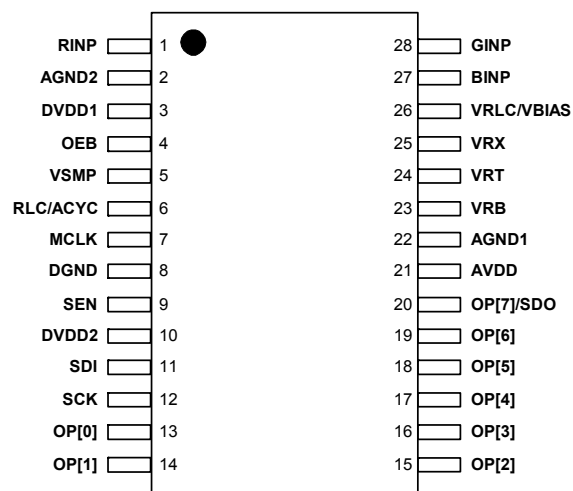 RINP 1 28 GINP
AGND2 2 27 BINP
DVDD1 3 26 VRLC/VBIAS
OEB 4 25 VRX
VSMP 5 24 VRT
RLC/ACYC 6 23 VRB
MCLK 7 22 AGND1
DGND 8 21 AVDD
SEN 9 20 OP[7]/SDO
DVDD2 10 19 OP[6]
SDI 11 18 OP[5]
SCK 12 17 OP[4]
OP[0] 13 16 OP[3]
OP[1] 14 15 OP[2]